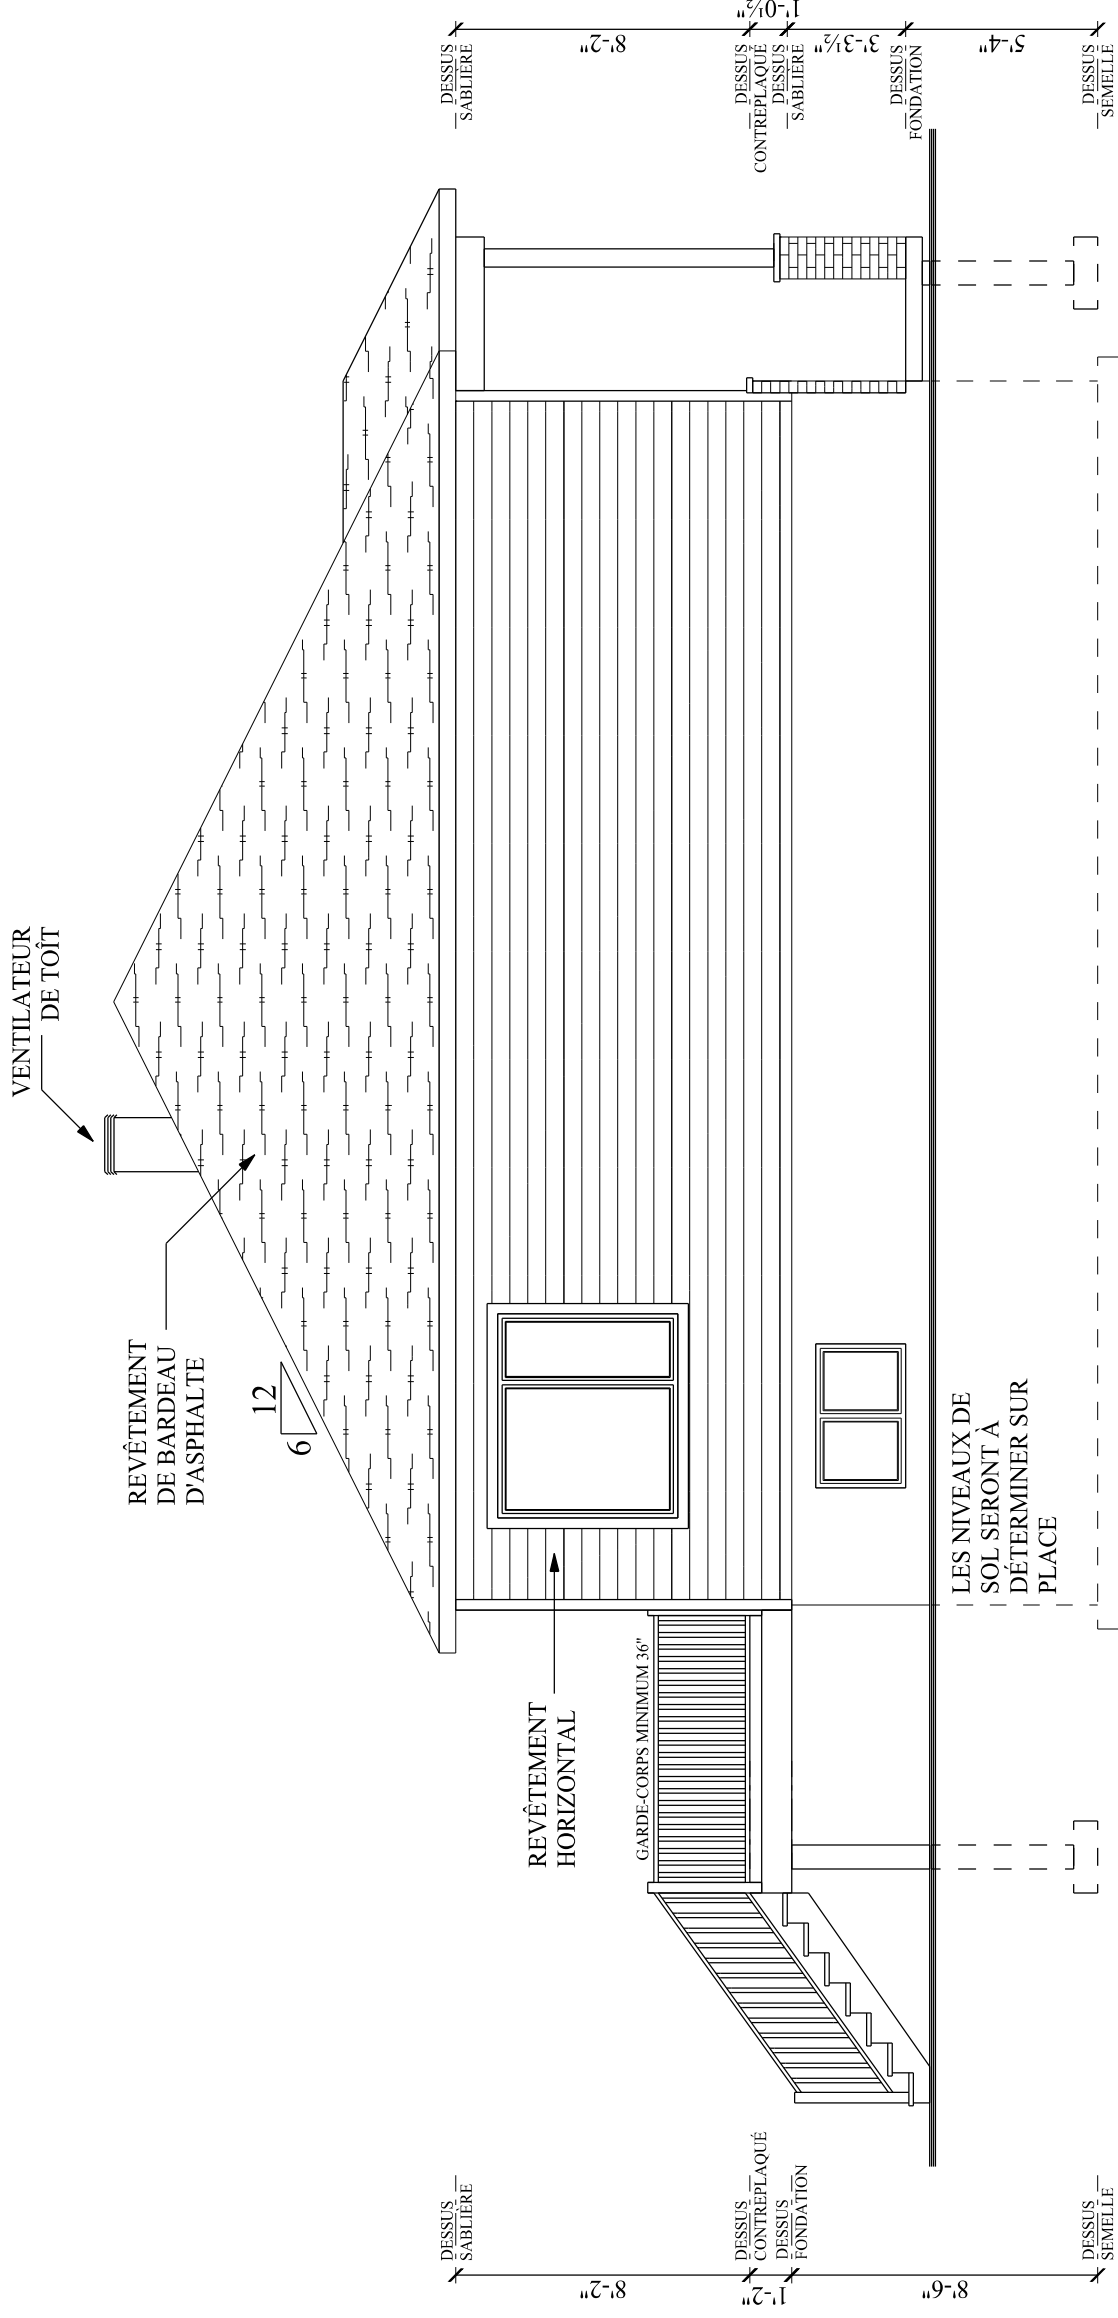 VENTILATEUR
DE TOÎT
REVÊTEMENT
DE BARDEAU
D'ASPHALTE
12
6
REVÊTEMENT
HORIZONTAL
GARDE-CORPS MINIMUM 36"
LES NIVEAUX DE
SOL SERONT À
DÉTERMINER SUR
PLACE
DESSUS
SABLIÈRE
8'-2"
DESSUS
CONTREPLAQUÉ
1'-2"
DESSUS
FONDATION
8'-6"
DESSUS
SEMELLE
DESSUS
SABLIÈRE
8'-2"
DESSUS
CONTREPLAQUÉ
1'-0½"
DESSUS
SABLIÈRE
3'-3½"
DESSUS
FONDATION
5'-4"
DESSUS
SEMELLE